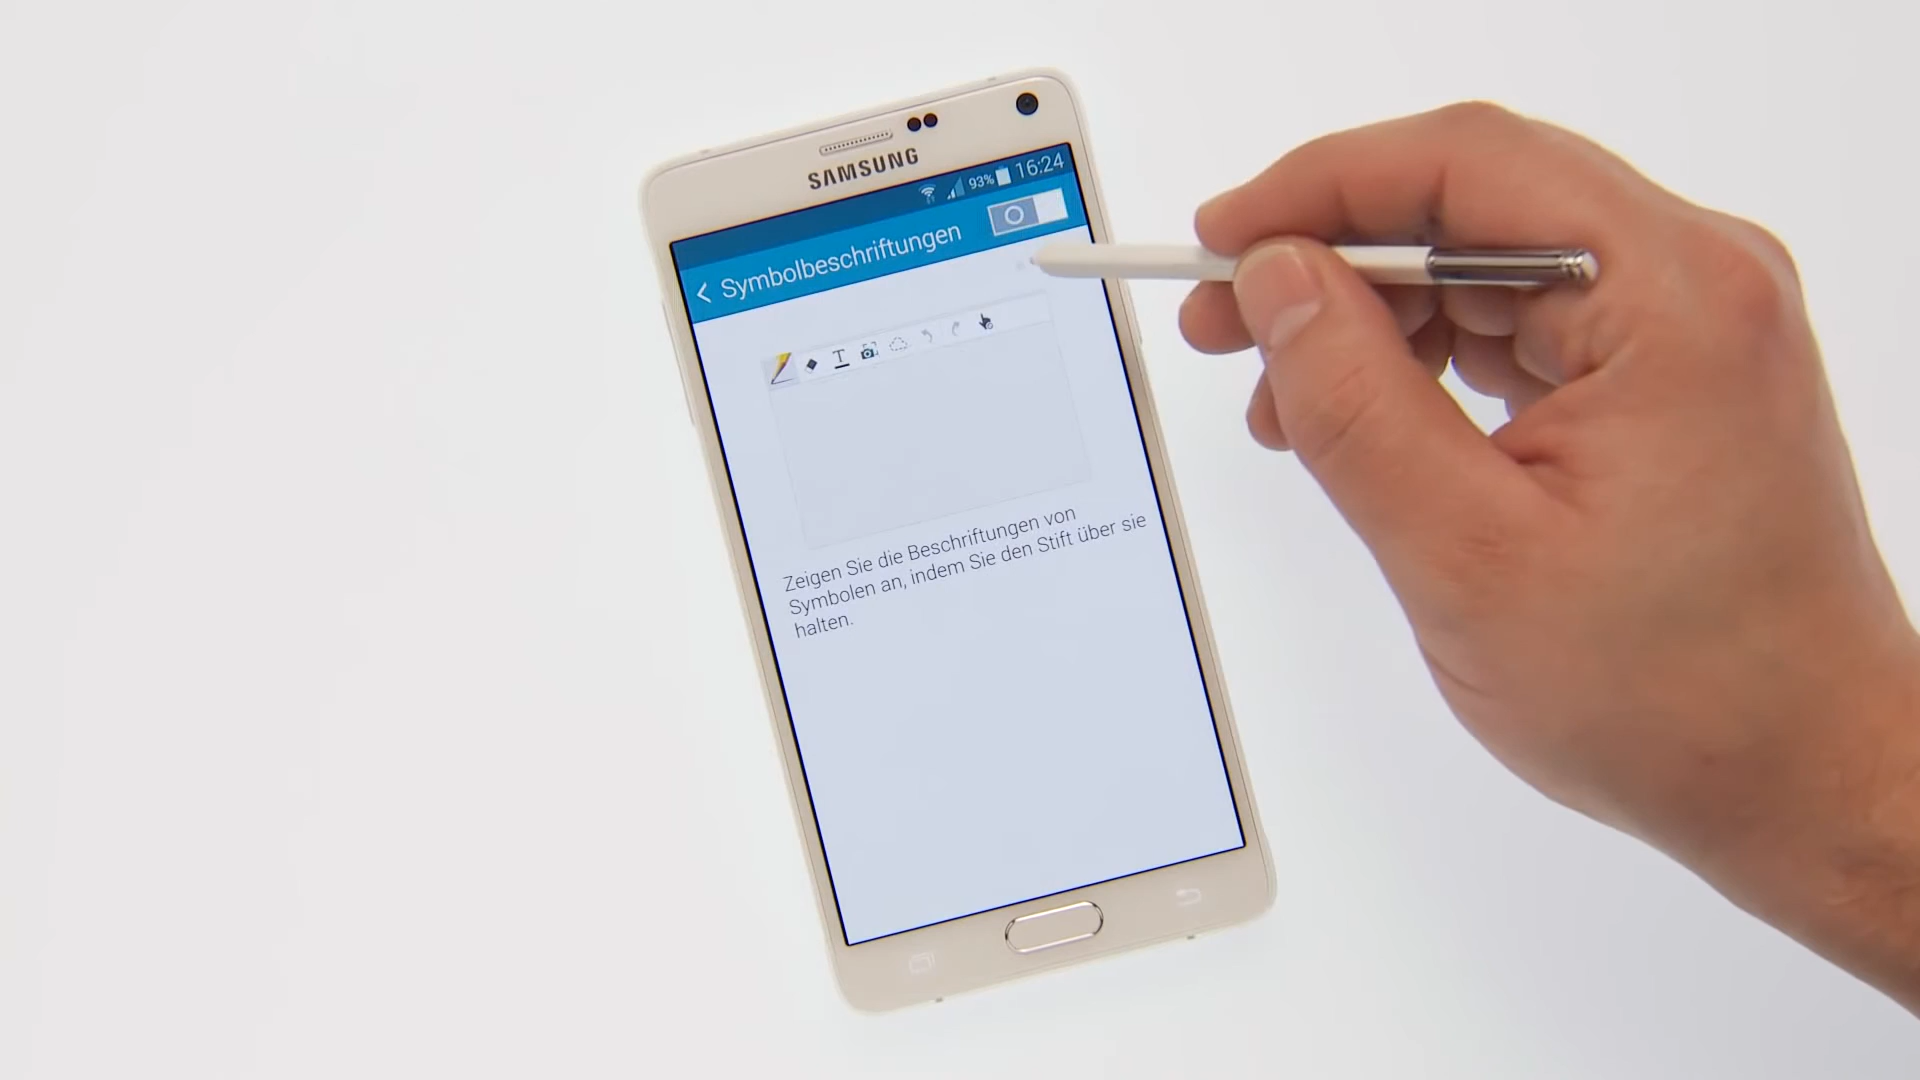 SAMSUNG
93% 16:24
Symbolbeschriftungen
T
Zeigen Sie die Beschriftungen von
Symbolen an, indem Sie den Stift über sie
halten.